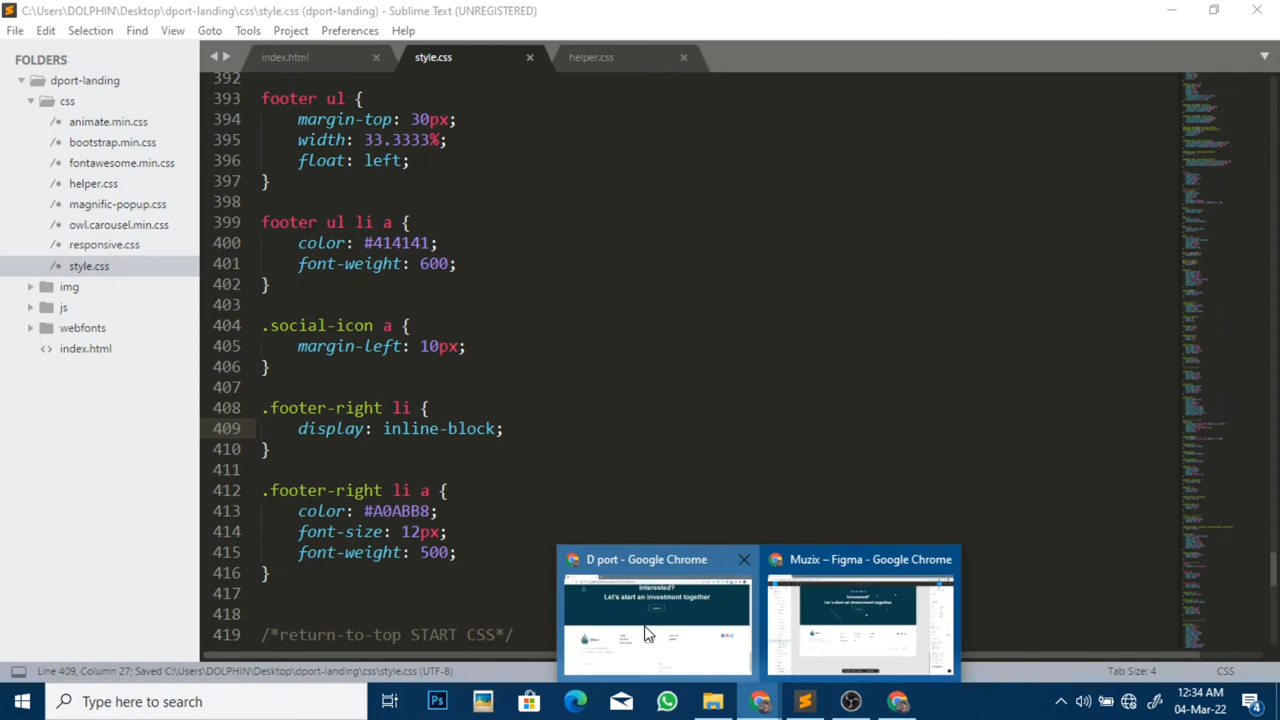 C:\Users\DOLPHIN\Desktop\dport-landing\css\style.css (dport-landing) - Sublime Text (UNREGISTERED)
File Edit Selection Find View Goto Tools Project Preferences Help
FOLDERS
dport-landing
css
/* animate.min.css
/* bootstrap.min.css
/* fontawesome.min.css
/* helper.css
/* magnific-popup.css
/* owl.carousel.min.css
/* responsive.css
/* style.css
img
js
webfonts
<> index.html
index.html
style.css
helper.css
392
393 footer ul {
394 margin-top: 30px;
395 width: 33.3333%;
396 float: left;
397 }
398
399 footer ul li a {
400 color: #414141;
401 font-weight: 600;
402 }
403
404 .social-icon a {
405 margin-left: 10px;
406 }
407
408 .footer-right li {
409 display: inline-block;
410 }
411
412 .footer-right li a {
413 color: #A0ABB8;
414 font-size: 12px;
415 font-weight: 500;
416 }
417
418
419 /*return-to-top START CSS*/
D port - Google Chrome
Interested?
Let's start an investment together
Muzix – Figma - Google Chrome
Interested?
Let's start an investment together
Line 409, Column 27: Saved C:\Users\DOLPHIN\Desktop\dport-landing\css\style.css (UTF-8)
Tab Size: 4
CSS
Type here to search
Ps
12:34 AM
04-Mar-22
4